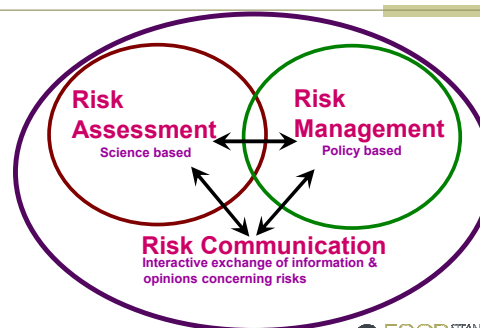 Risk
Assessment
Science based
Risk
Management
Policy based
Risk Communication
Interactive exchange of information &
opinions concerning risks